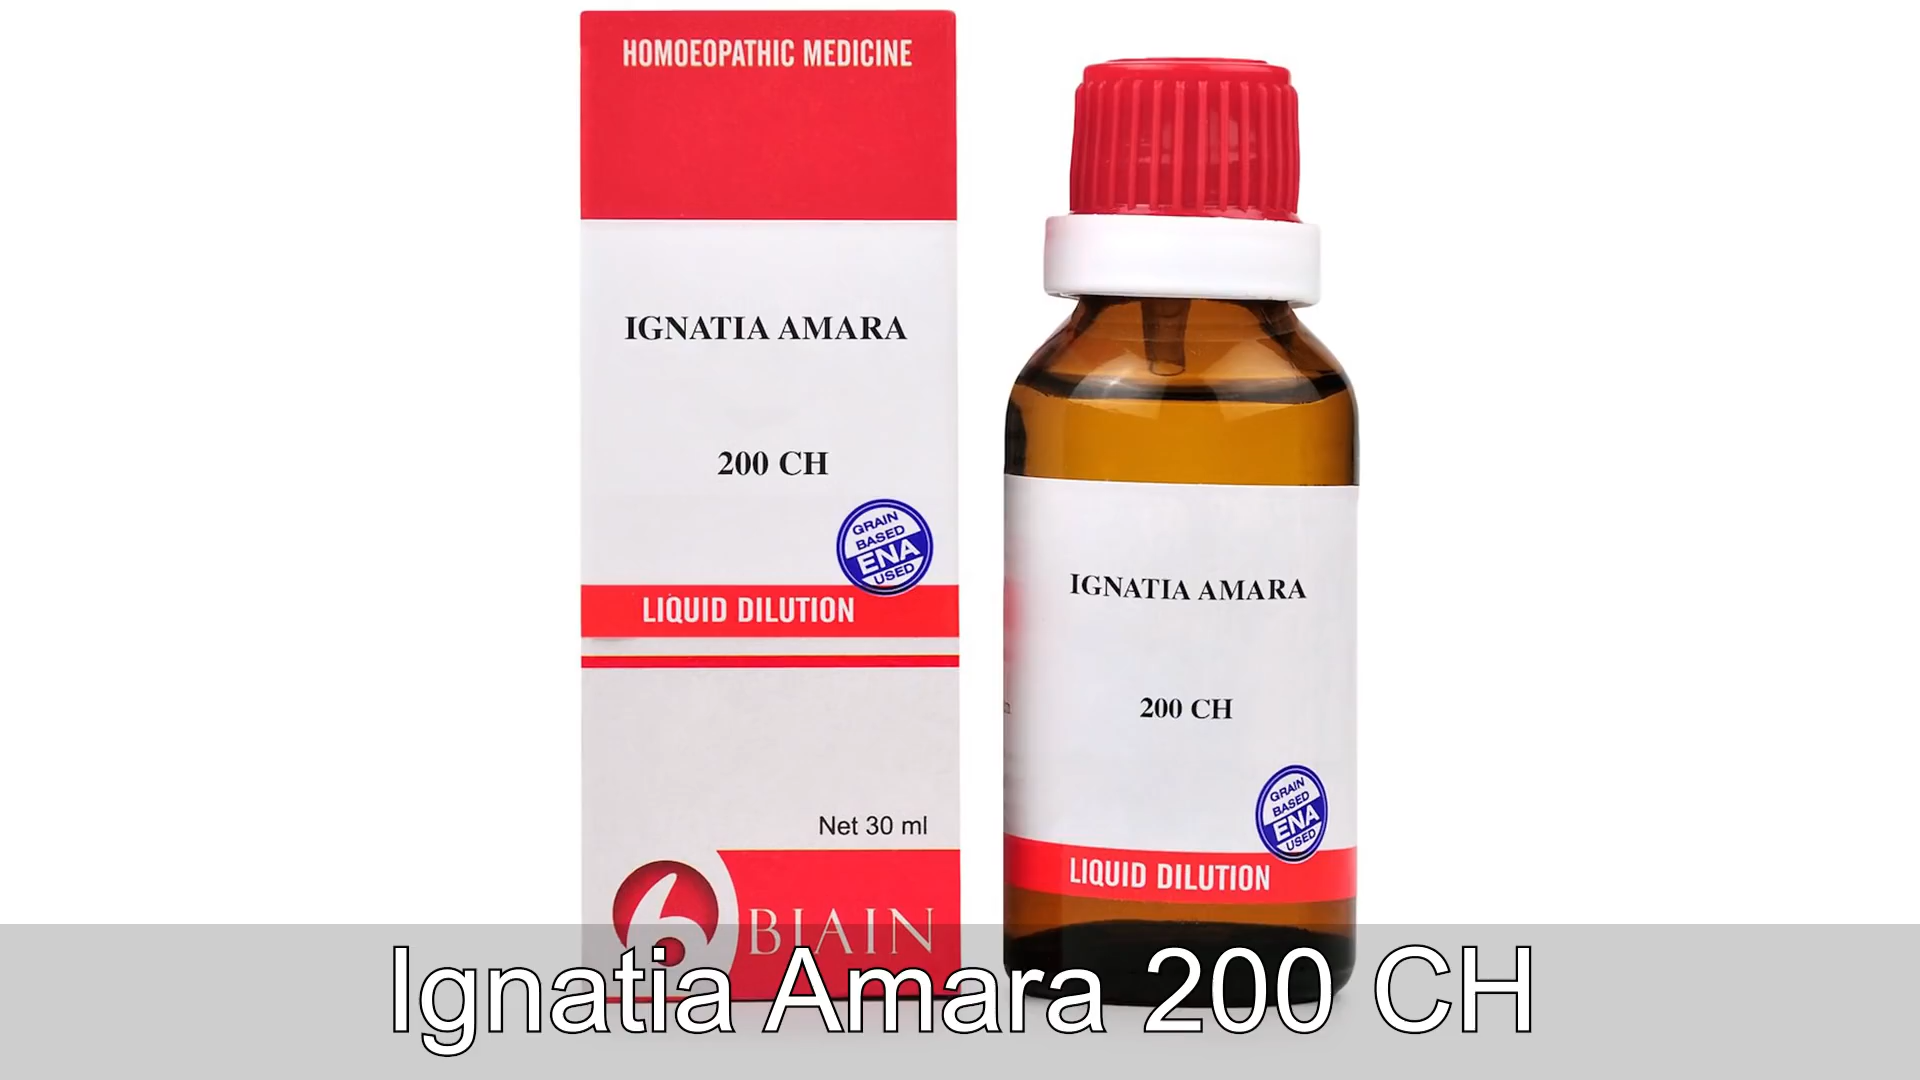 HOMOEOPATHIC MEDICINE
IGNATIA AMARA
200 CH
GRAIN
BASED
ENA
USED
LIQUID DILUTION
Net 30 ml
BIAIN
IGNATIA AMARA
200 CH
GRAIN
BASED
ENA
USED
LIQUID DILUTION
Ignatia Amara 200 CH